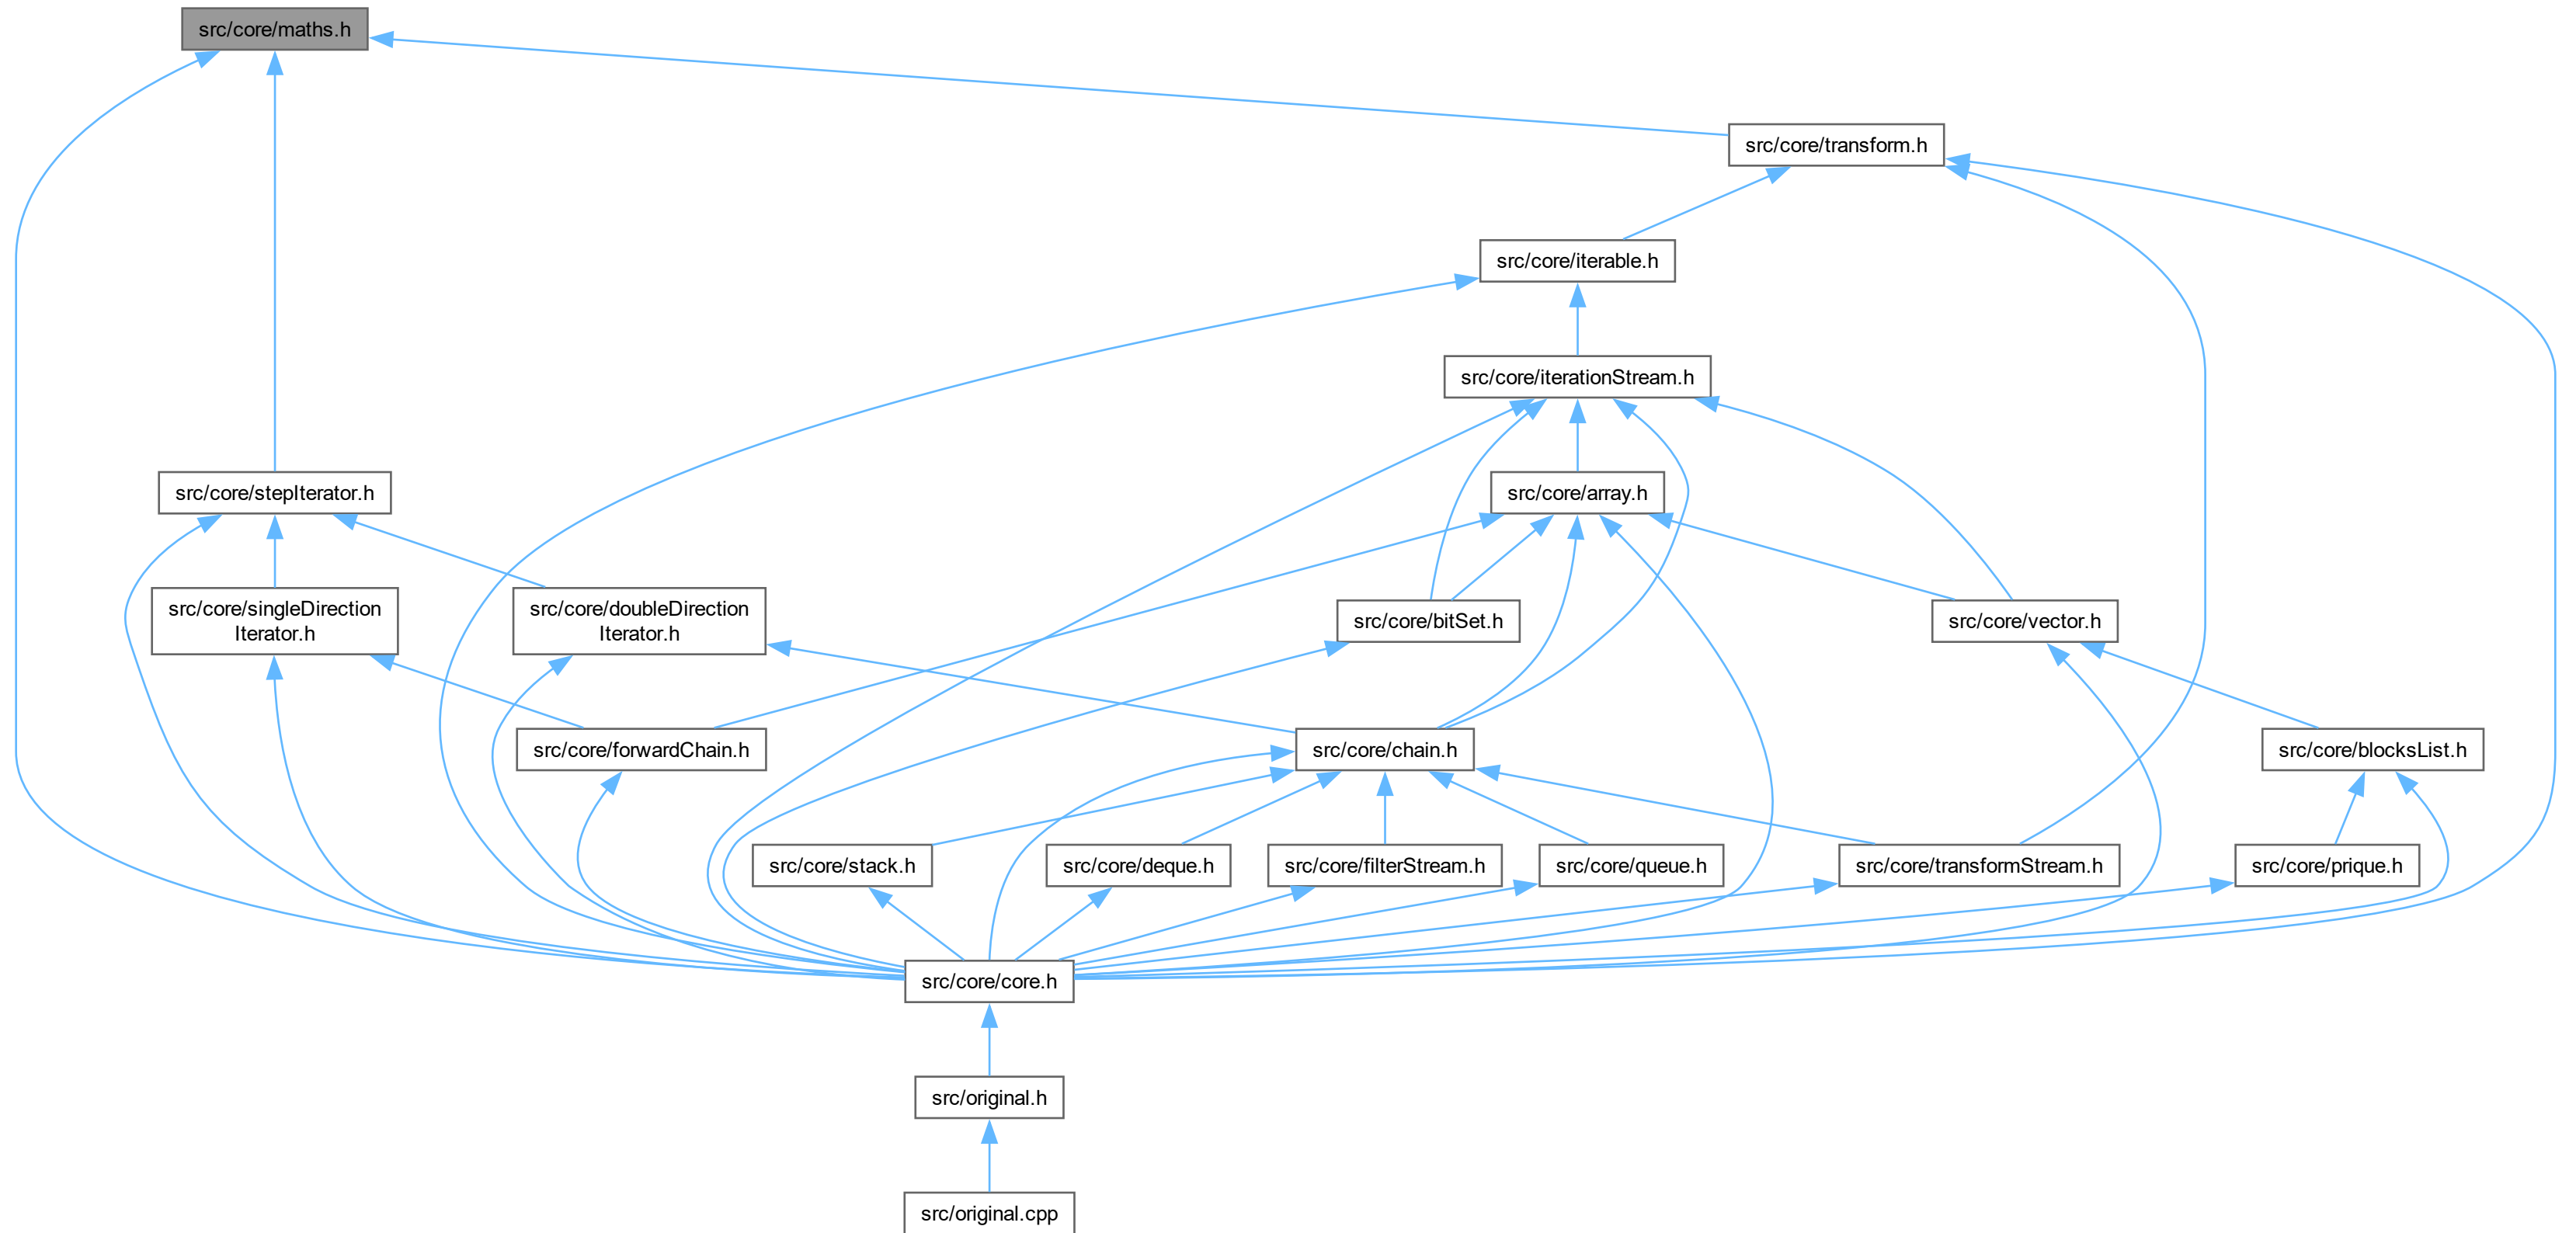 src/core/maths.h
src/core/transform.h
src/core/iterable.h
src/core/iterationStream.h
src/core/stepIterator.h
src/core/array.h
src/core/singleDirection
Iterator.h
src/core/doubleDirection
Iterator.h
src/core/bitSet.h
src/core/vector.h
src/core/forwardChain.h
src/core/chain.h
src/core/blocksList.h
src/core/stack.h
src/core/deque.h
src/core/filterStream.h
src/core/queue.h
src/core/transformStream.h
src/core/prique.h
src/core/core.h
src/original.h
src/original.cpp